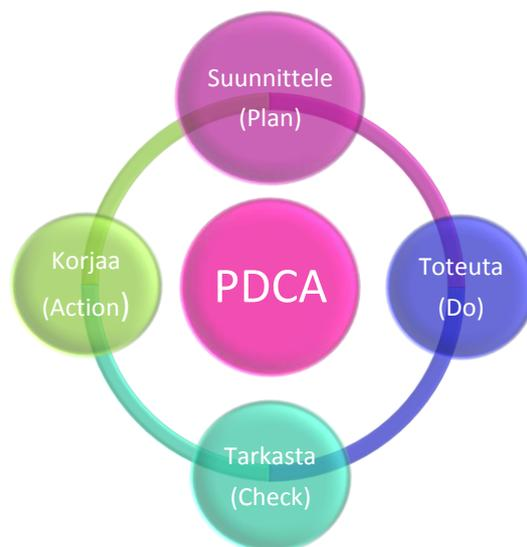 Suunnittele
(Plan)
Korjaa
(Action)
PDCA
Toteuta
(Do)
Tarkasta
(Check)